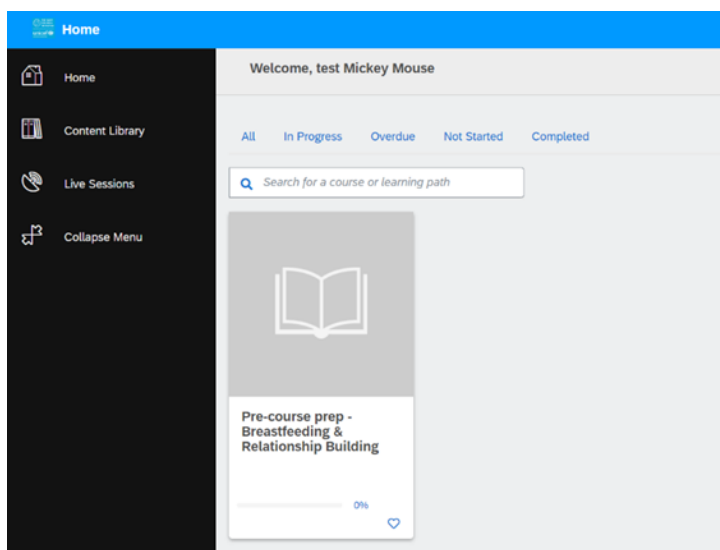 Home
Home
Content Library
Live Sessions
Collapse Menu
Welcome, test Mickey Mouse
All In Progress Overdue Not Started Completed
Search for a course or learning path
Pre-course prep -
Breastfeeding &
Relationship Building
0%